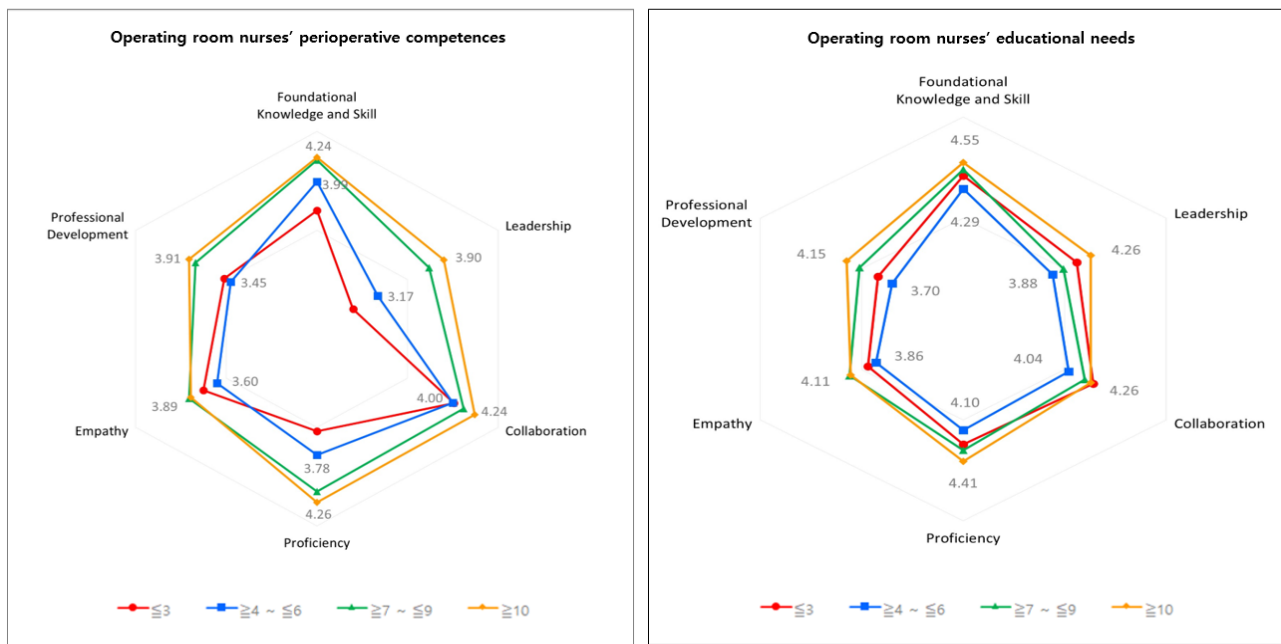 Operating room nurses' perioperative competences
Foundational
Knowledge and Skill
4.24
3.99
Professional
Development
Leadership
3.91
3.90
3.45
3.17
3.60
4.00
3.89
4.24
Empathy
Collaboration
3.78
4.26
Proficiency
≦3
≧4 ~ ≦6
≧7 ~ ≦9
≧10
Operating room nurses' educational needs
Foundational
Knowledge and Skill
4.55
Professional
Development
Leadership
4.29
4.15
4.26
3.70
3.88
3.86
4.04
4.11
4.10
4.26
Empathy
Collaboration
4.41
Proficiency
≦3
≧4 ~ ≦6
≧7 ~ ≦9
≧10